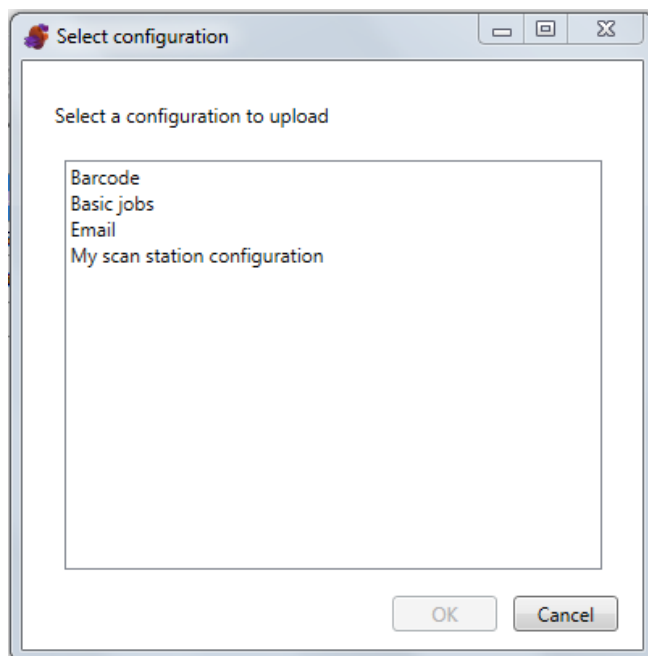 Select configuration
Select a configuration to upload
Barcode
Basic jobs
Email
My scan station configuration
OK
Cancel